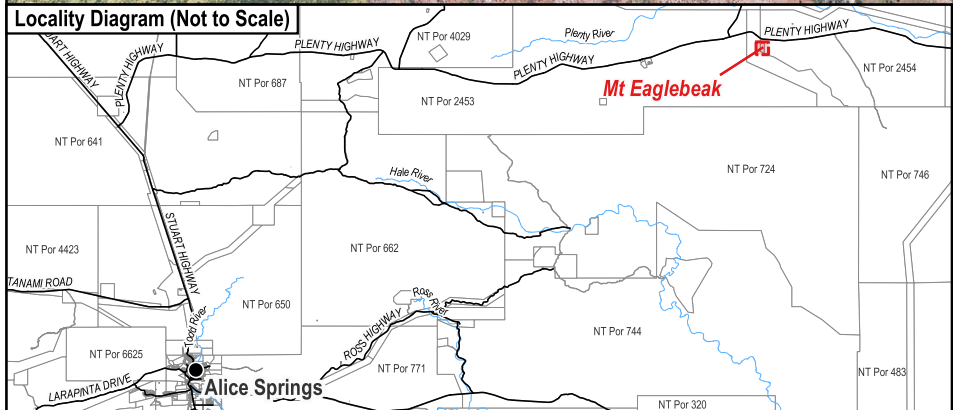 Locality Diagram (Not to Scale)
STUART HIGHWAY
PLENTY HIGHWAY
PLENTY HIGHWAY
NT Por 4029
Plenty River
PLENTY HIGHWAY
PLENTY HIGHWAY
NT Por 687
NT Por 2453
Mt Eaglebeak
NT Por 2454
NT Por 641
Hale River
NT Por 724
NT Por 746
STUART HIGHWAY
NT Por 4423
NT Por 662
TANAMI ROAD
NT Por 650
Ross River
Todd River
ROSS HIGHWAY
NT Por 744
NT Por 6625
NT Por 771
NT Por 483
LARAPINTA DRIVE
Alice Springs
NT Por 320